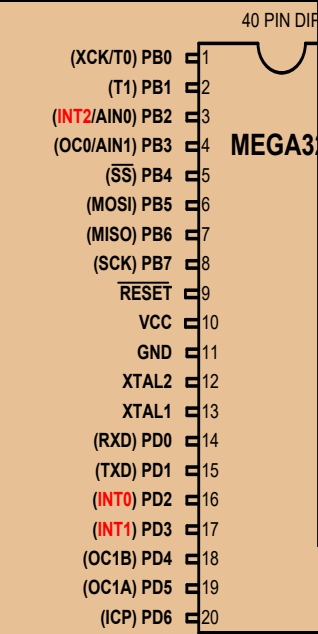 40 PIN DIP
(XCK/T0) PB0 1
(T1) PB1 2
(INT2/AIN0) PB2 3
(OC0/AIN1) PB3 4
MEGA32
(SS) PB4 5
(MOSI) PB5 6
(MISO) PB6 7
(SCK) PB7 8
RESET 9
VCC 10
GND 11
XTAL2 12
XTAL1 13
(RXD) PD0 14
(TXD) PD1 15
(INT0) PD2 16
(INT1) PD3 17
(OC1B) PD4 18
(OC1A) PD5 19
(ICP) PD6 20